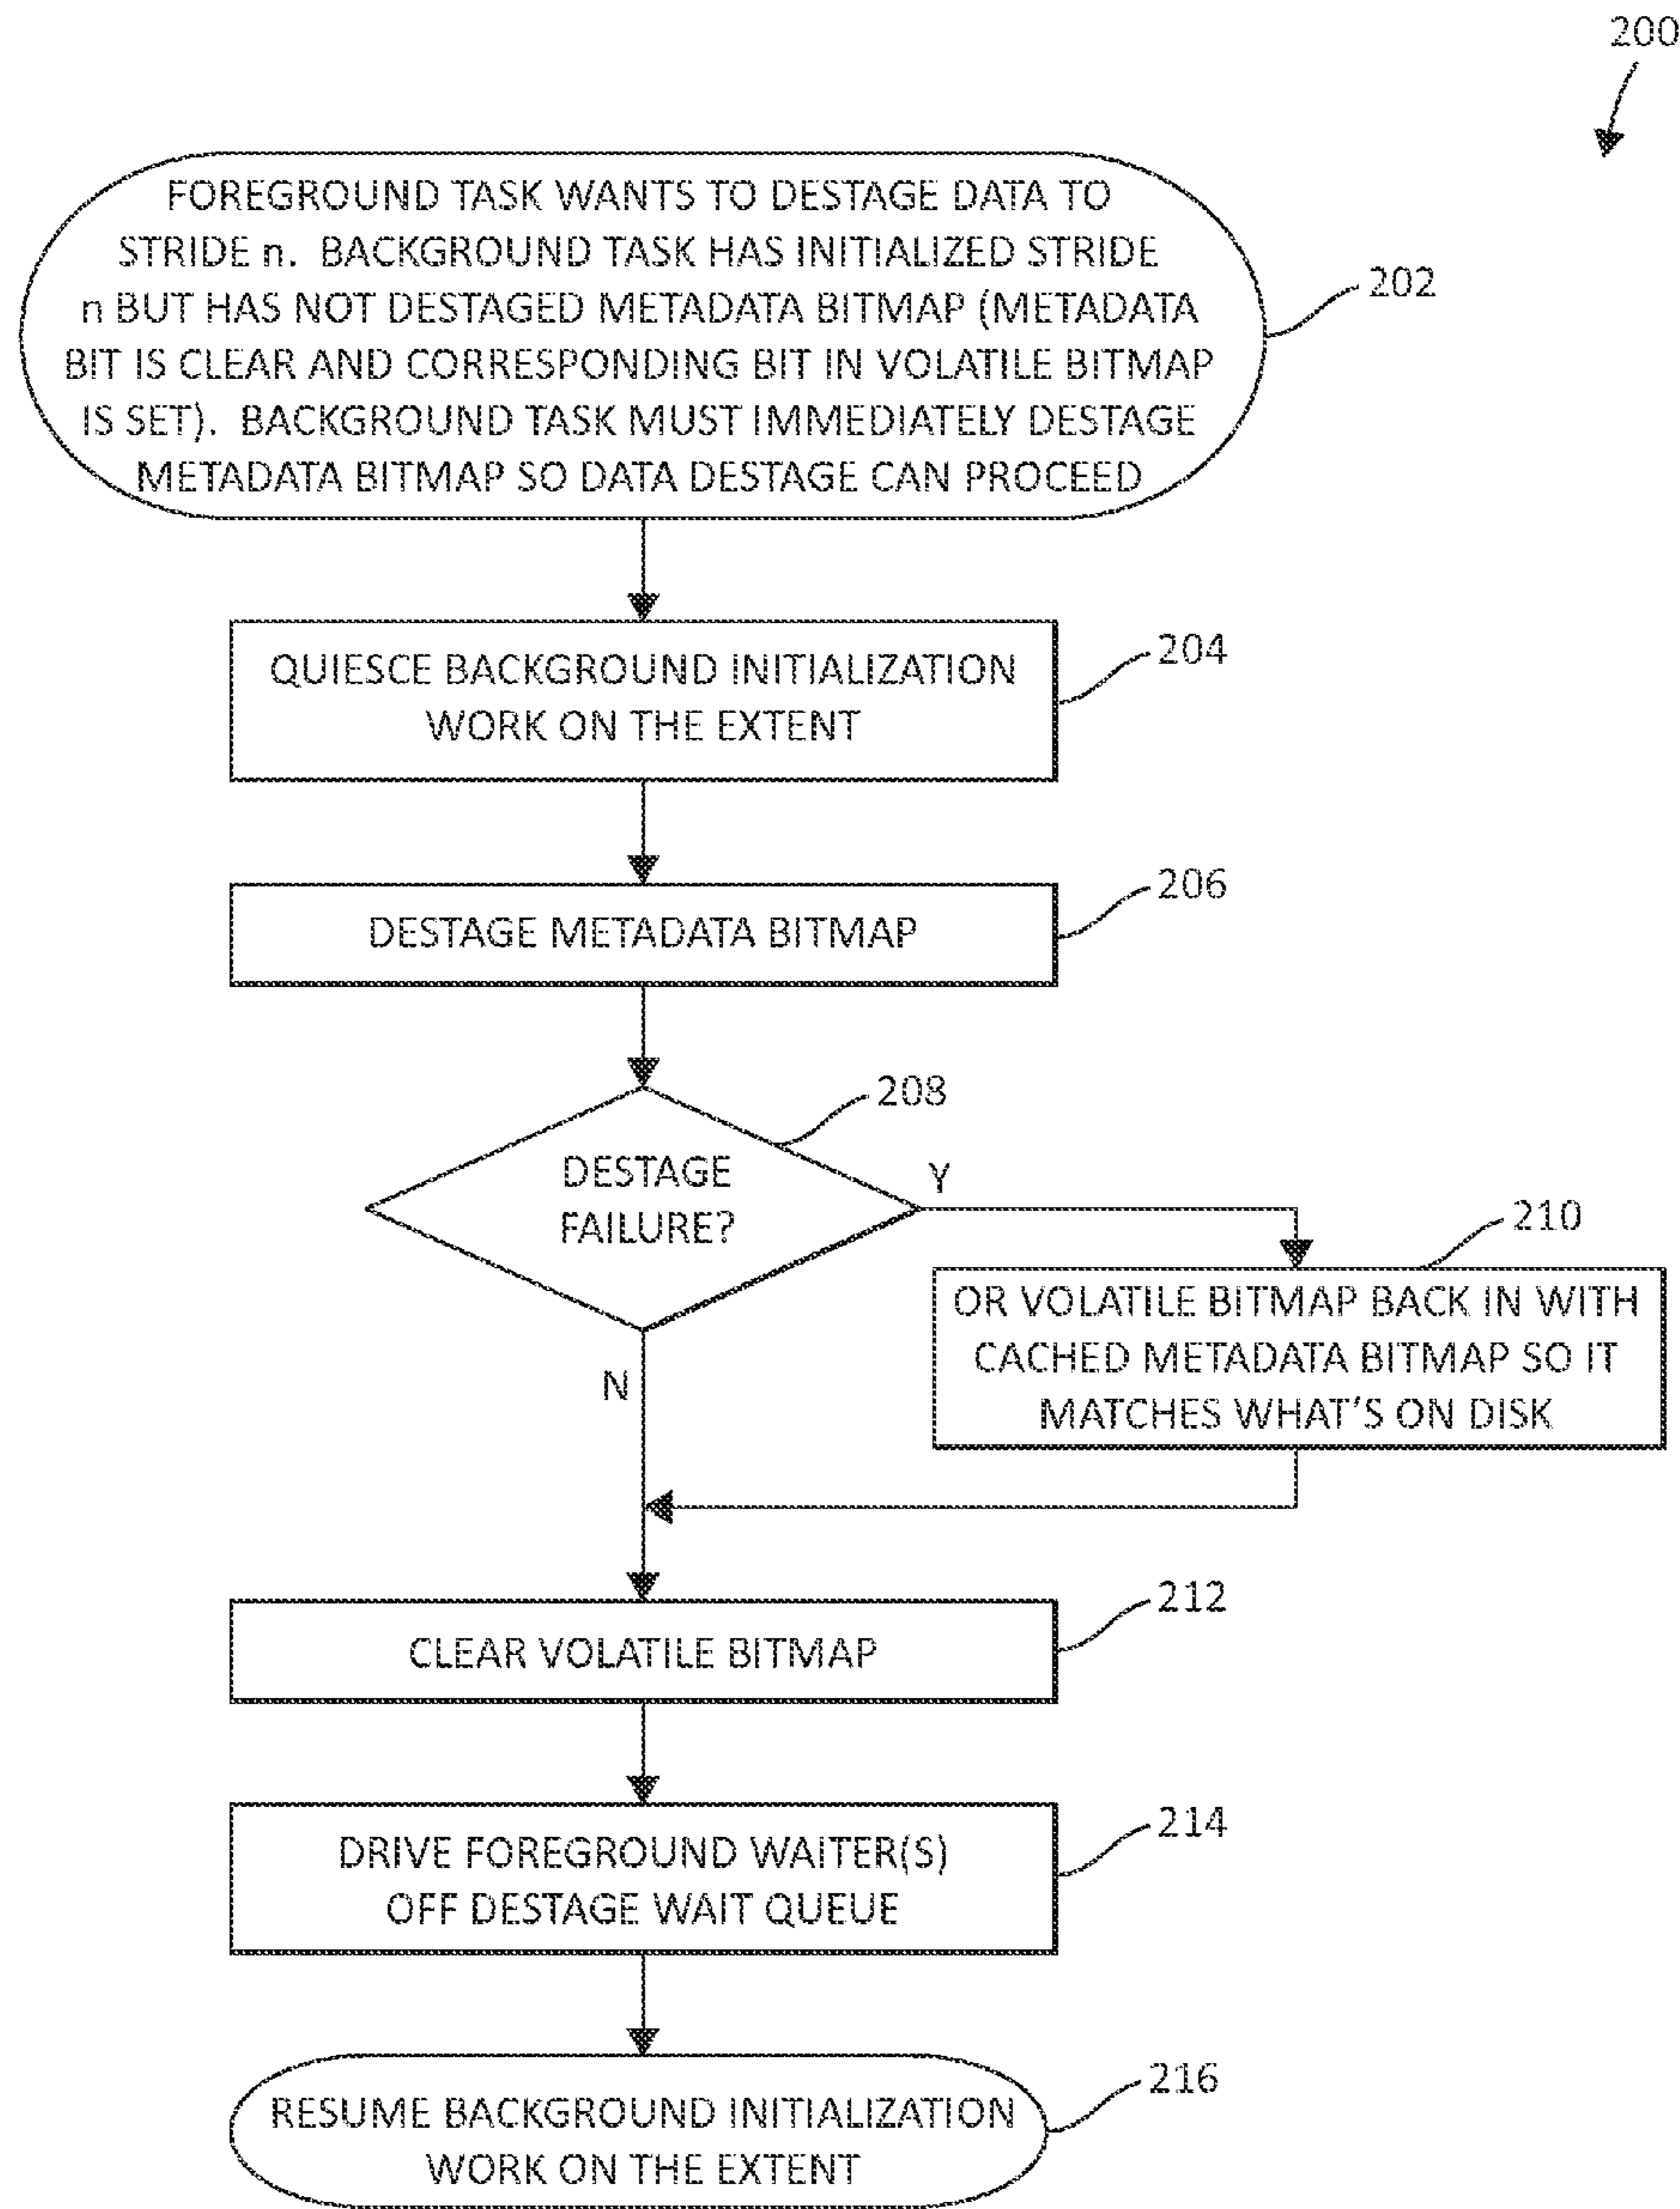 200
FOREGROUND TASK WANTS TO DESTAGE DATA TO
STRIDE n. BACKGROUND TASK HAS INITIALIZED STRIDE
n BUT HAS NOT DESTAGED METADATA BITMAP (METADATA
BIT IS CLEAR AND CORRESPONDING BIT IN VOLATILE BITMAP
IS SET). BACKGROUND TASK MUST IMMEDIATELY DESTAGE
METADATA BITMAP SO DATA DESTAGE CAN PROCEED
202
QUIESCE BACKGROUND INITIALIZATION
WORK ON THE EXTENT
204
DESTAGE METADATA BITMAP
206
DESTAGE
FAILURE?
208
Y
N
OR VOLATILE BITMAP BACK IN WITH
CACHED METADATA BITMAP SO IT
MATCHES WHAT'S ON DISK
210
CLEAR VOLATILE BITMAP
212
DRIVE FOREGROUND WAITER(S)
OFF DESTAGE WAIT QUEUE
214
RESUME BACKGROUND INITIALIZATION
WORK ON THE EXTENT
216